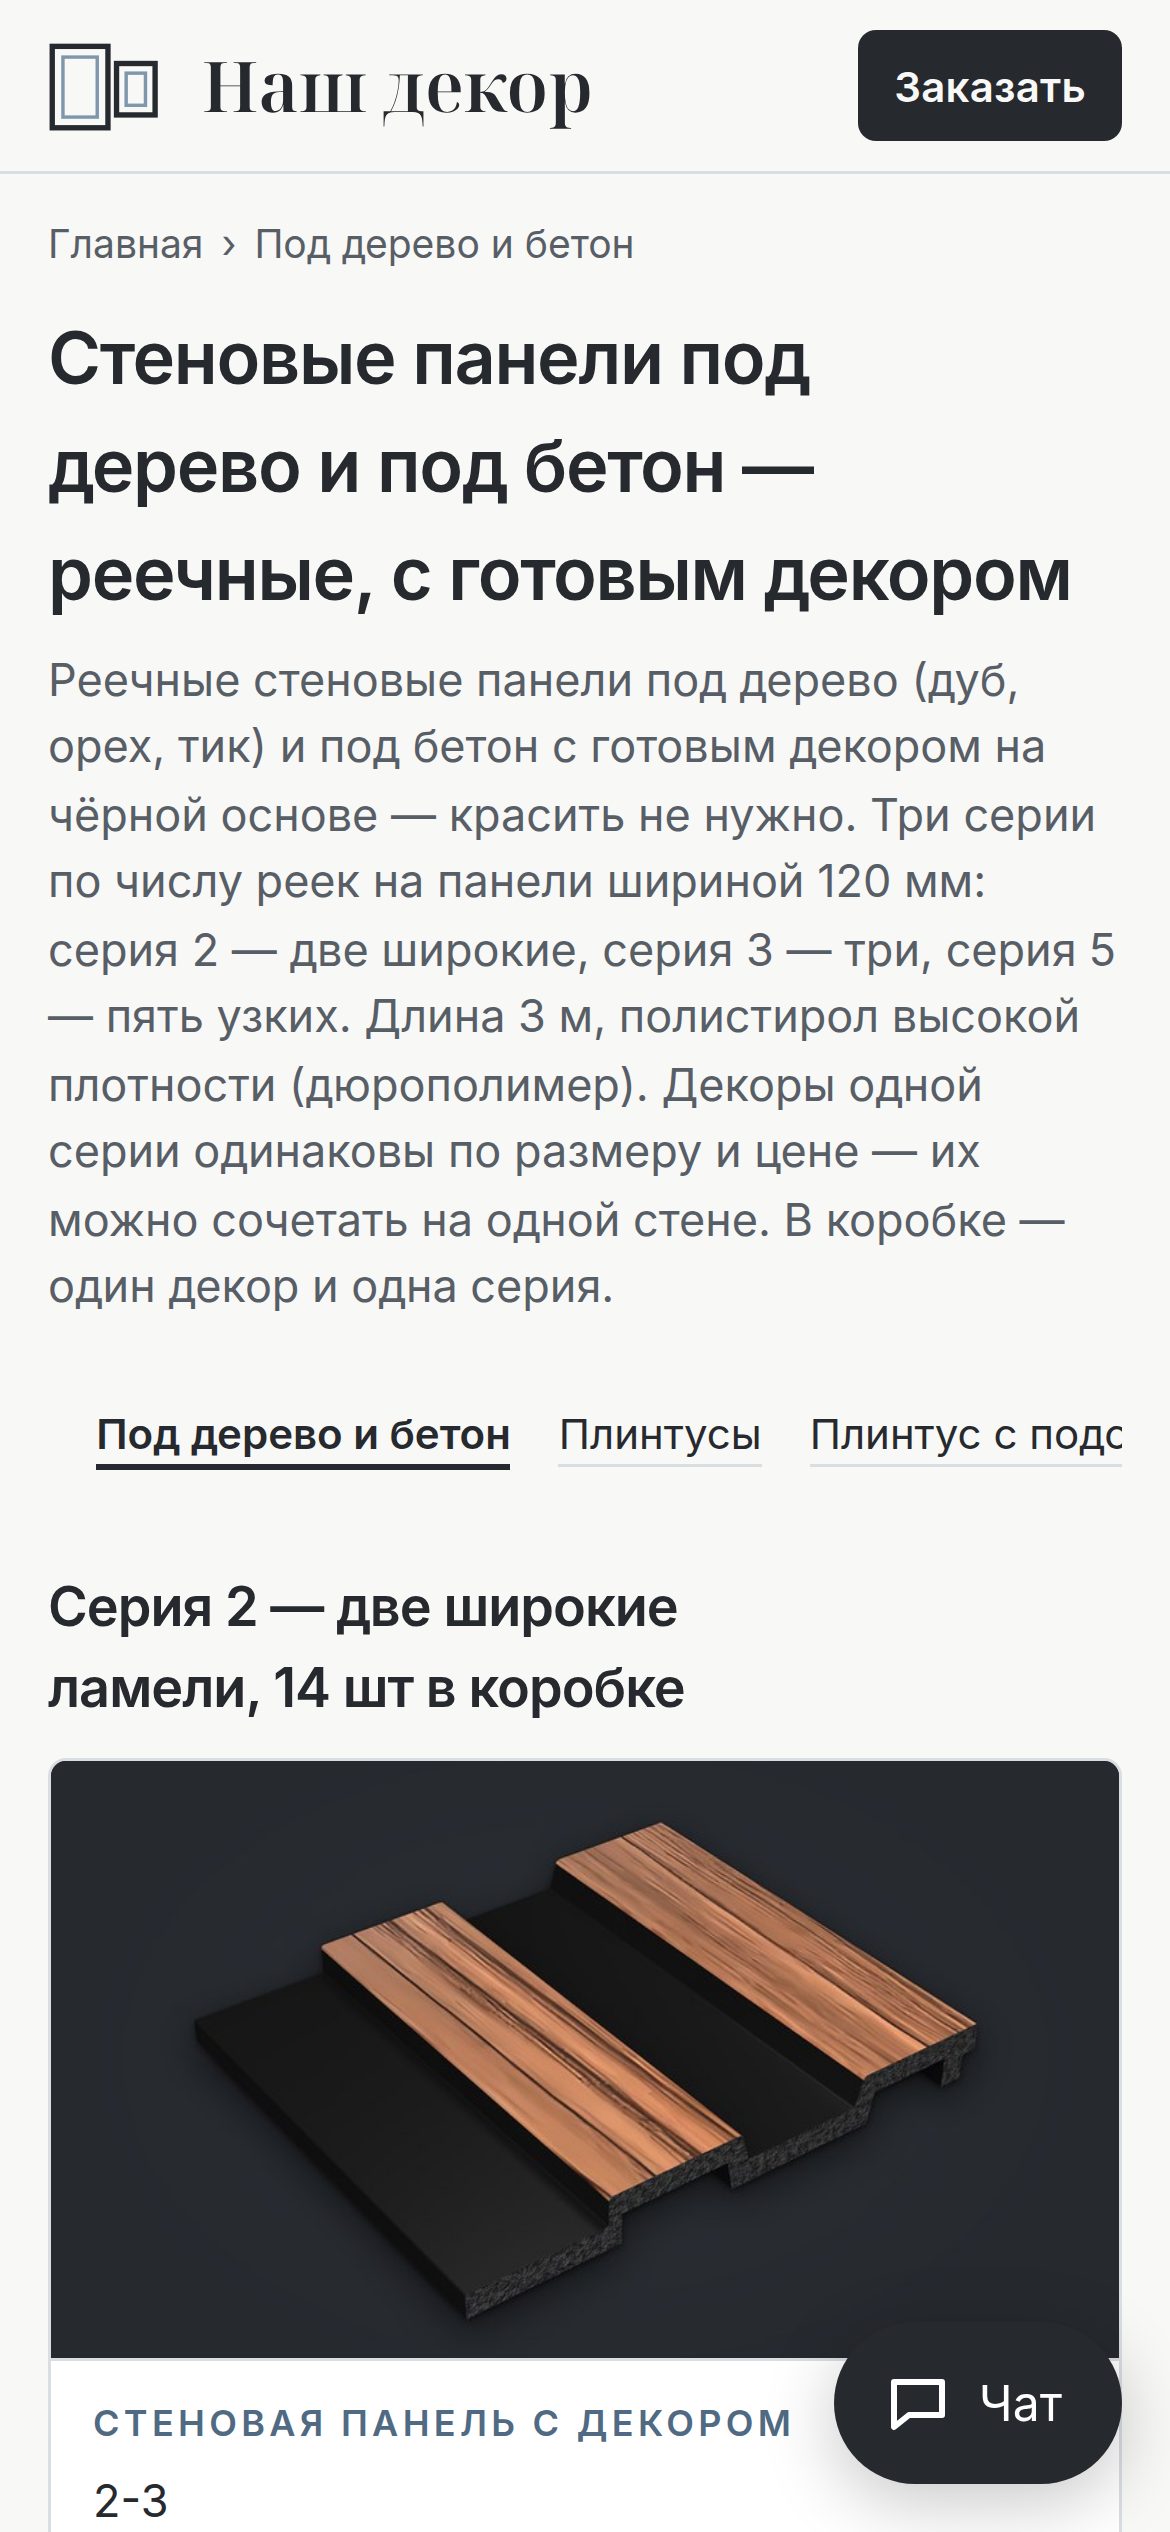 Наш декор
Заказать
Главная › Под дерево и бетон
Стеновые панели под
дерево и под бетон —
реечные, с готовым декором
Реечные стеновые панели под дерево (дуб,
орех, тик) и под бетон с готовым декором на
чёрной основе — красить не нужно. Три серии
по числу реек на панели шириной 120 мм:
серия 2 — две широкие, серия 3 — три, серия 5
— пять узких. Длина 3 м, полистирол высокой
плотности (дюрополимер). Декоры одной
серии одинаковы по размеру и цене — их
можно сочетать на одной стене. В коробке —
один декор и одна серия.
Под дерево и бетон Плинтусы Плинтус с
Серия 2 — две широкие
ламели, 14 шт в коробке
СТЕНОВАЯ ПАНЕЛЬ С ДЕКОРОМ
Чат
2-3